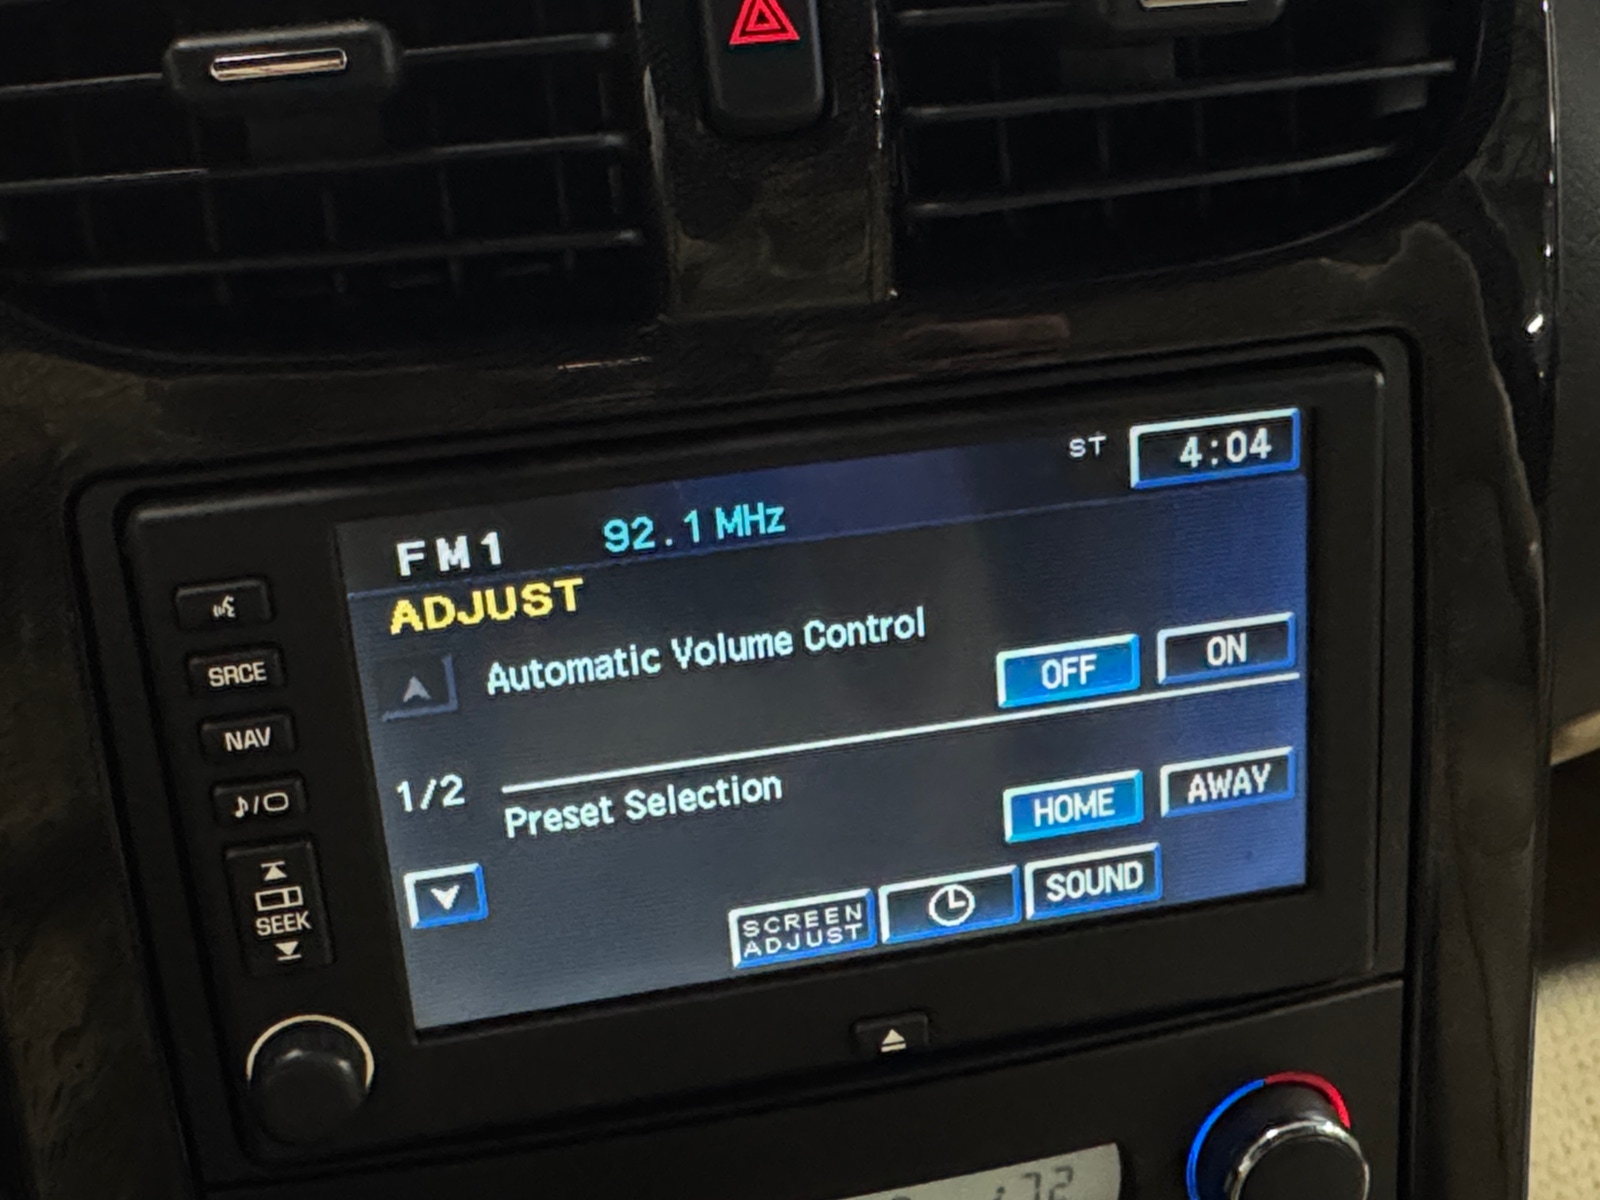 ST 4:04
FM1 92.1 MHz
ADJUST
Automatic Volume Control
OFF ON
SRCE
NAV
1/2
Preset Selection
HOME AWAY
SEEK
SCREEN
ADJUST
SOUND
72